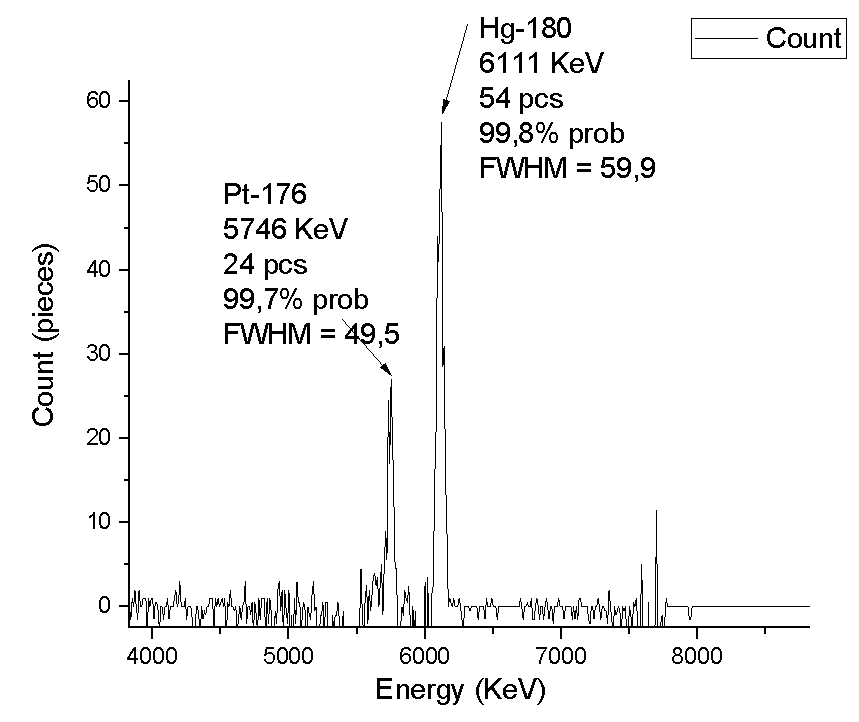 Hg-180
6111 KeV
54 pcs
99,8% prob
FWHM = 59,9
Count
Pt-176
5746 KeV
24 pcs
99,7% prob
FWHM = 49,5
Count (pieces)
60
50
40
30
20
10
0
4000 5000 6000 7000 8000
Energy (KeV)